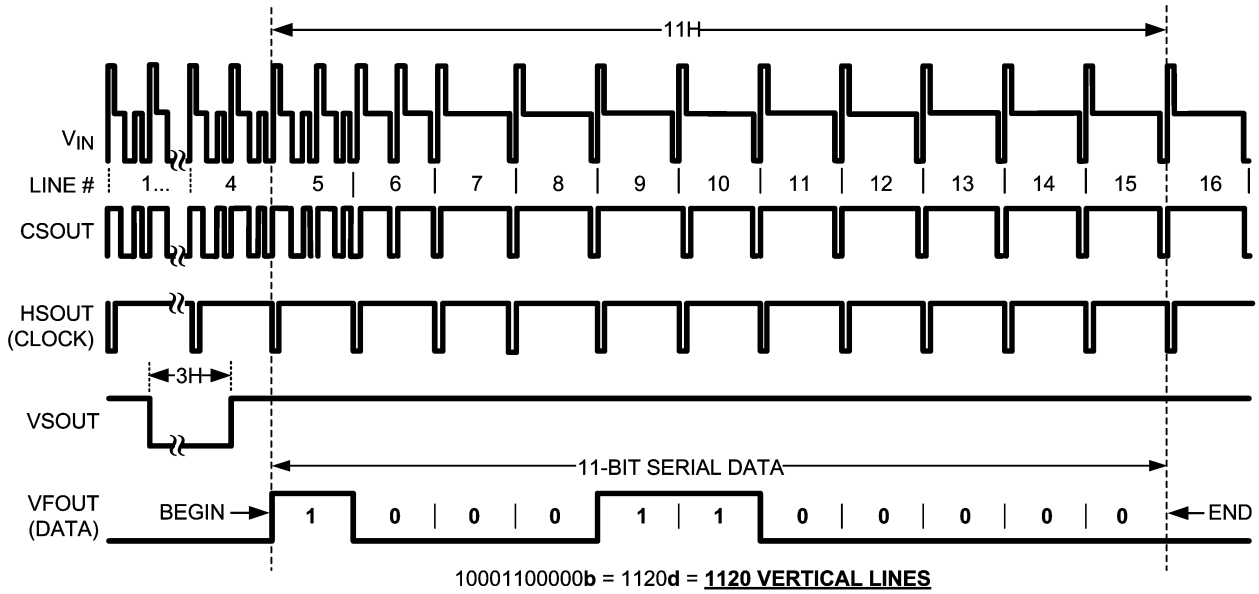 11H
VIN
LINE # 1... 4 5 6 7 8 9 10 11 12 13 14 15 16
CSOUT
HSOUT
(CLOCK)
3H
VSOUT
11-BIT SERIAL DATA
VFOUT
(DATA)
BEGIN 1 0 0 0 1 1 0 0 0 0 0 END
10001100000b = 1120d = 1120 VERTICAL LINES